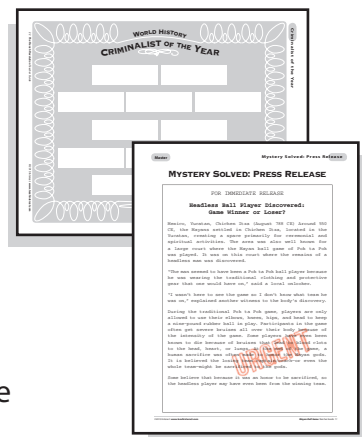 WORLD HISTORY
CRIMINALIST OF THE YEAR
Criminalist of the Year
Master
Mystery Solved: Press Release
MYSTERY SOLVED: PRESS RELEASE
FOR IMMEDIATE RELEASE
Headless Ball Player Discovered:
Game Winner or Loser?
Mexico, Yucatan, Chichen Itza (August 788 CE) Around 500
CE, the Mayans settled in Chichen Itza, located in the
Yucatan, creating a space primarily for ceremonial and
spiritual activities. The area was also well known for
a large court where the Mayan ball game of Pok to Pok
was played. It was on this court where the remains of a
headless man was discovered.
"The man seemed to have been a Pok to Pok ball player because
he was wearing the traditional clothing and protective
gear that one would have on," said a local onlooker.
"I wasn't here to see the game so I don't know what team he
was on," explained another witness to the body's discovery.
During the traditional Pok to Pok game, players are only
allowed to use their elbows, knees, hips, and head to keep
a nine-pound rubber ball in play. Participants in the game
often get severe bruises all over their body because of
the intensity of the game. Some players have even been
known to die because of bruises that lead to blood clots
to the head, heart, or lungs. At the end of the game, a
human sacrifice was often made to the Mayan gods.
It is believed the losing even the
whole team—might be sacrificed to the gods.
Some believe that because it was an honor to be sacrificed, so
the headless player may have even been from the winning team.
e